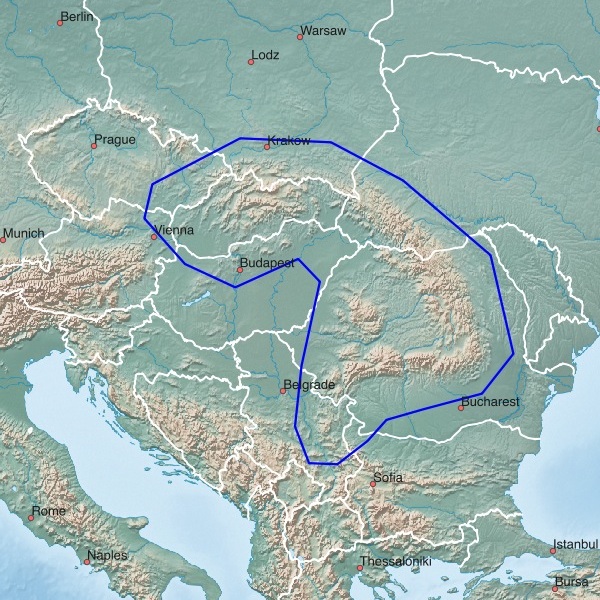 Berlin
Warsaw
Lodz
Prague
Krakow
Munich
Vienna
Budapest
Belgrade
Bucharest
Sofia
Rome
Naples
Istanbul
Thessaloniki
Bursa